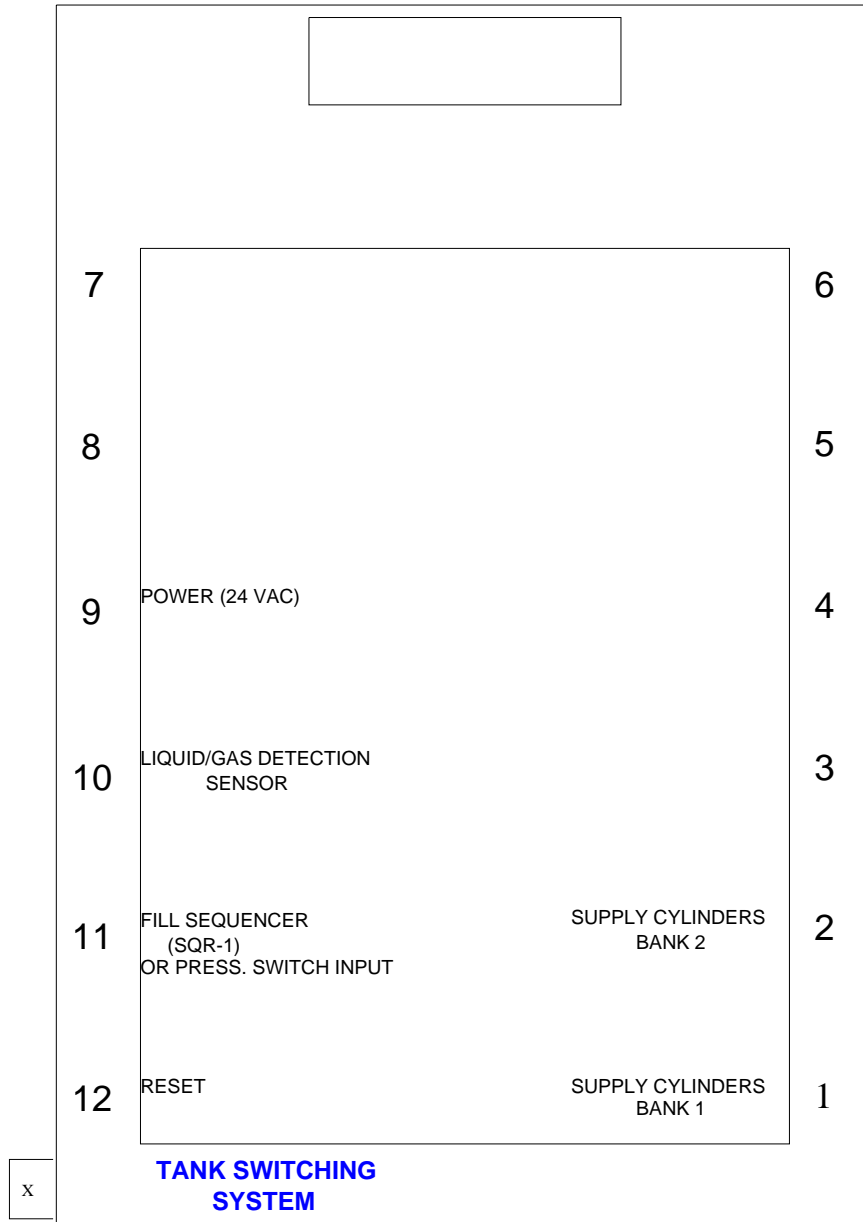 7
6
8
5
9
POWER (24 VAC)
4
10
LIQUID/GAS DETECTION
SENSOR
3
11
FILL SEQUENCER
(SQR-1)
OR PRESS. SWITCH INPUT
SUPPLY CYLINDERS
BANK 2
2
12
RESET
SUPPLY CYLINDERS
BANK 1
1
X
TANK SWITCHING
SYSTEM